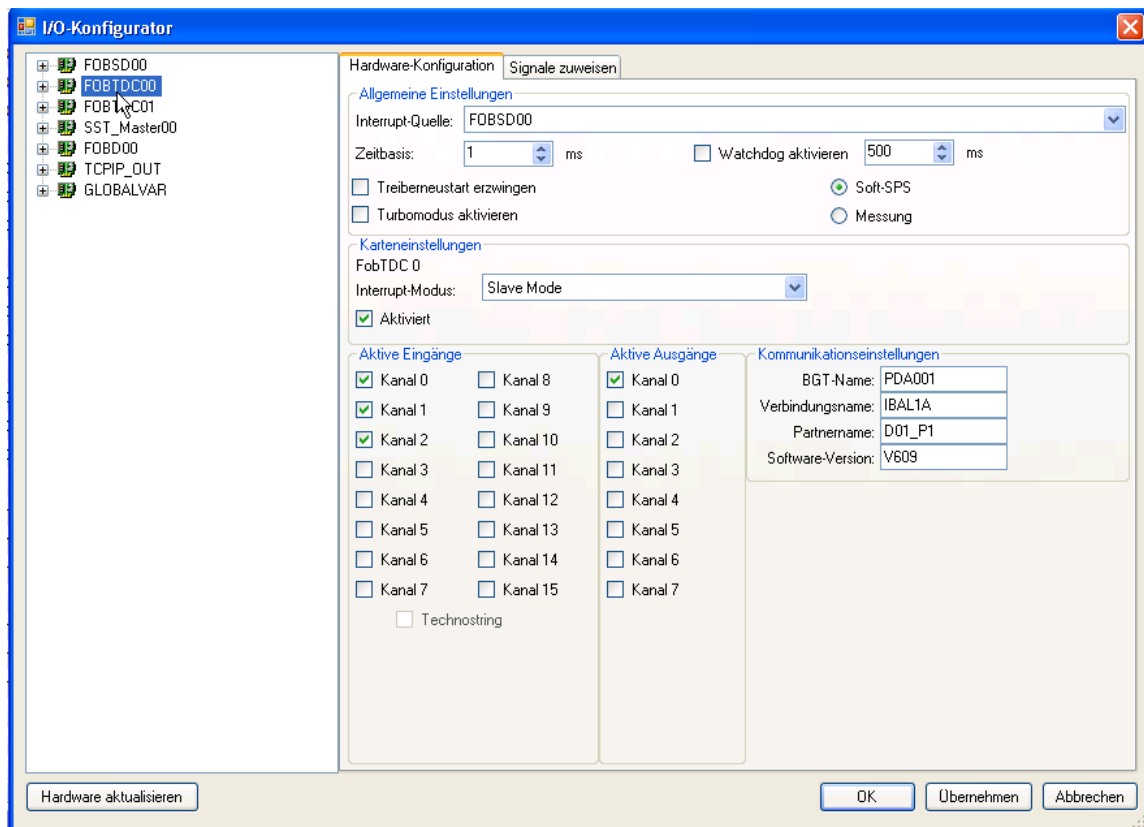 I/O-Konfigurator
FOBSD00
FOBTDC00
FOBTDC01
SST_Master00
FOBD00
TCPIP_OUT
GLOBALVAR
Hardware-Konfiguration
Signale zuweisen
Allgemeine Einstellungen
Interrupt-Quelle: FOBSD00
Zeitbasis: 1 ms
Watchdog aktivieren 500 ms
Treiberneustart erzwingen
Soft-SPS
Turbomodus aktivieren
Messung
Karteneinstellungen
FobTDC 0
Interrupt-Modus: Slave Mode
Aktiviert
Aktive Eingänge
Kanal 0 Kanal 8
Kanal 1 Kanal 9
Kanal 2 Kanal 10
Kanal 3 Kanal 11
Kanal 4 Kanal 12
Kanal 5 Kanal 13
Kanal 6 Kanal 14
Kanal 7 Kanal 15
Technostring
Aktive Ausgänge
Kanal 0
Kanal 1
Kanal 2
Kanal 3
Kanal 4
Kanal 5
Kanal 6
Kanal 7
Kommunikationseinstellungen
BGT-Name: PDA001
Verbindungsname: IBAL1A
Partnername: D01_P1
Software-Version: V609
Hardware aktualisieren
OK
Übernehmen
Abbrechen